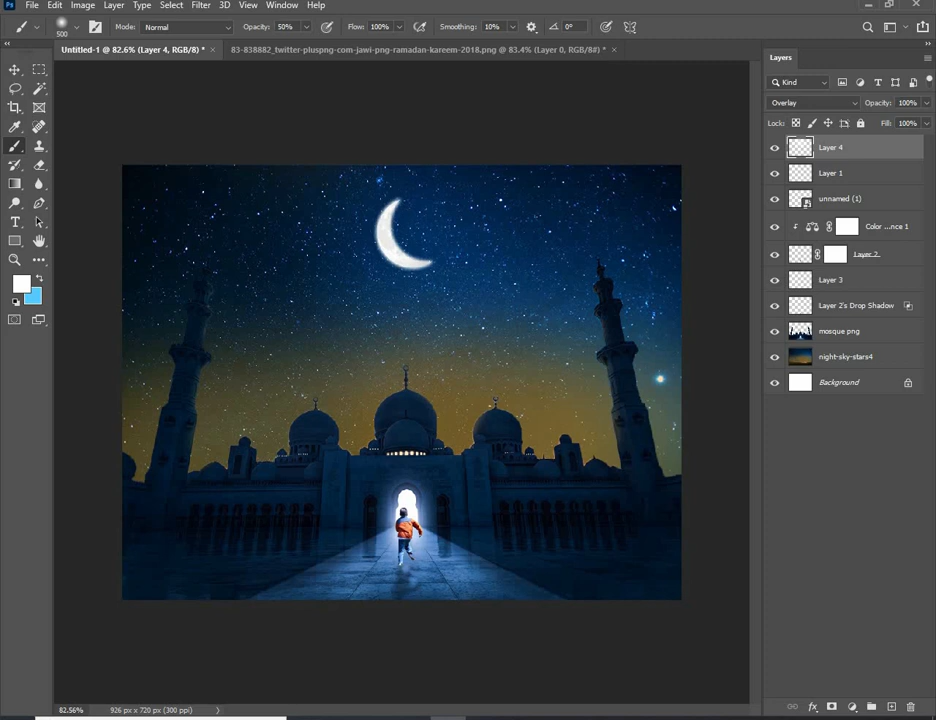 Ps File Edit Image Layer Type Select Filter 3D View Window Help
500 Mode: Normal Opacity: 50% Flow: 100% Smoothing: 10% 0°
Untitled-1 @ 82.6% (Layer 4, RGB/8) * × 83-838882_twitter-pluspng-com-jawi-png-ramadan-kareem-2018.png @ 83.4% (Layer 0, RGB/8#) * ×
Layers
Kind
Overlay Opacity: 100%
Lock: Fill: 100%
Layer 4
Layer 1
unnamed (1)
Color ...nce 1
Layer 2
Layer 3
Layer 2's Drop Shadow
mosque png
night-sky-stars4
Background
82.56% 926 px x 720 px (300 ppi)